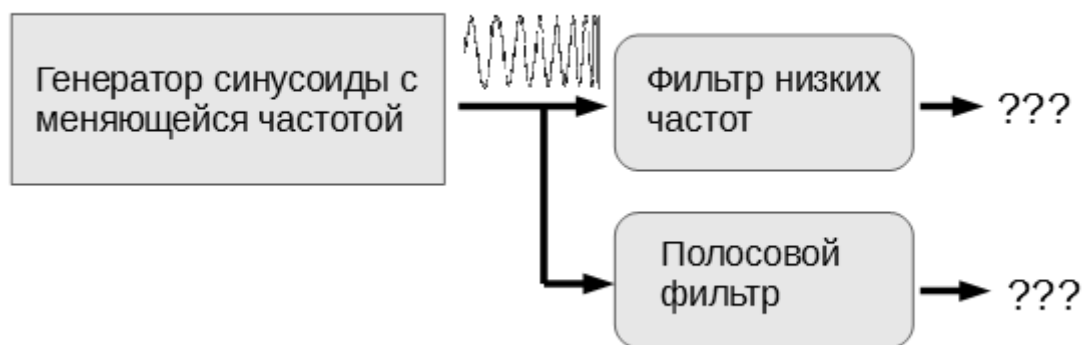 Генератор синусоиды с
меняющейся частотой
Фильтр низких
частот
???
Полосовой
фильтр
???